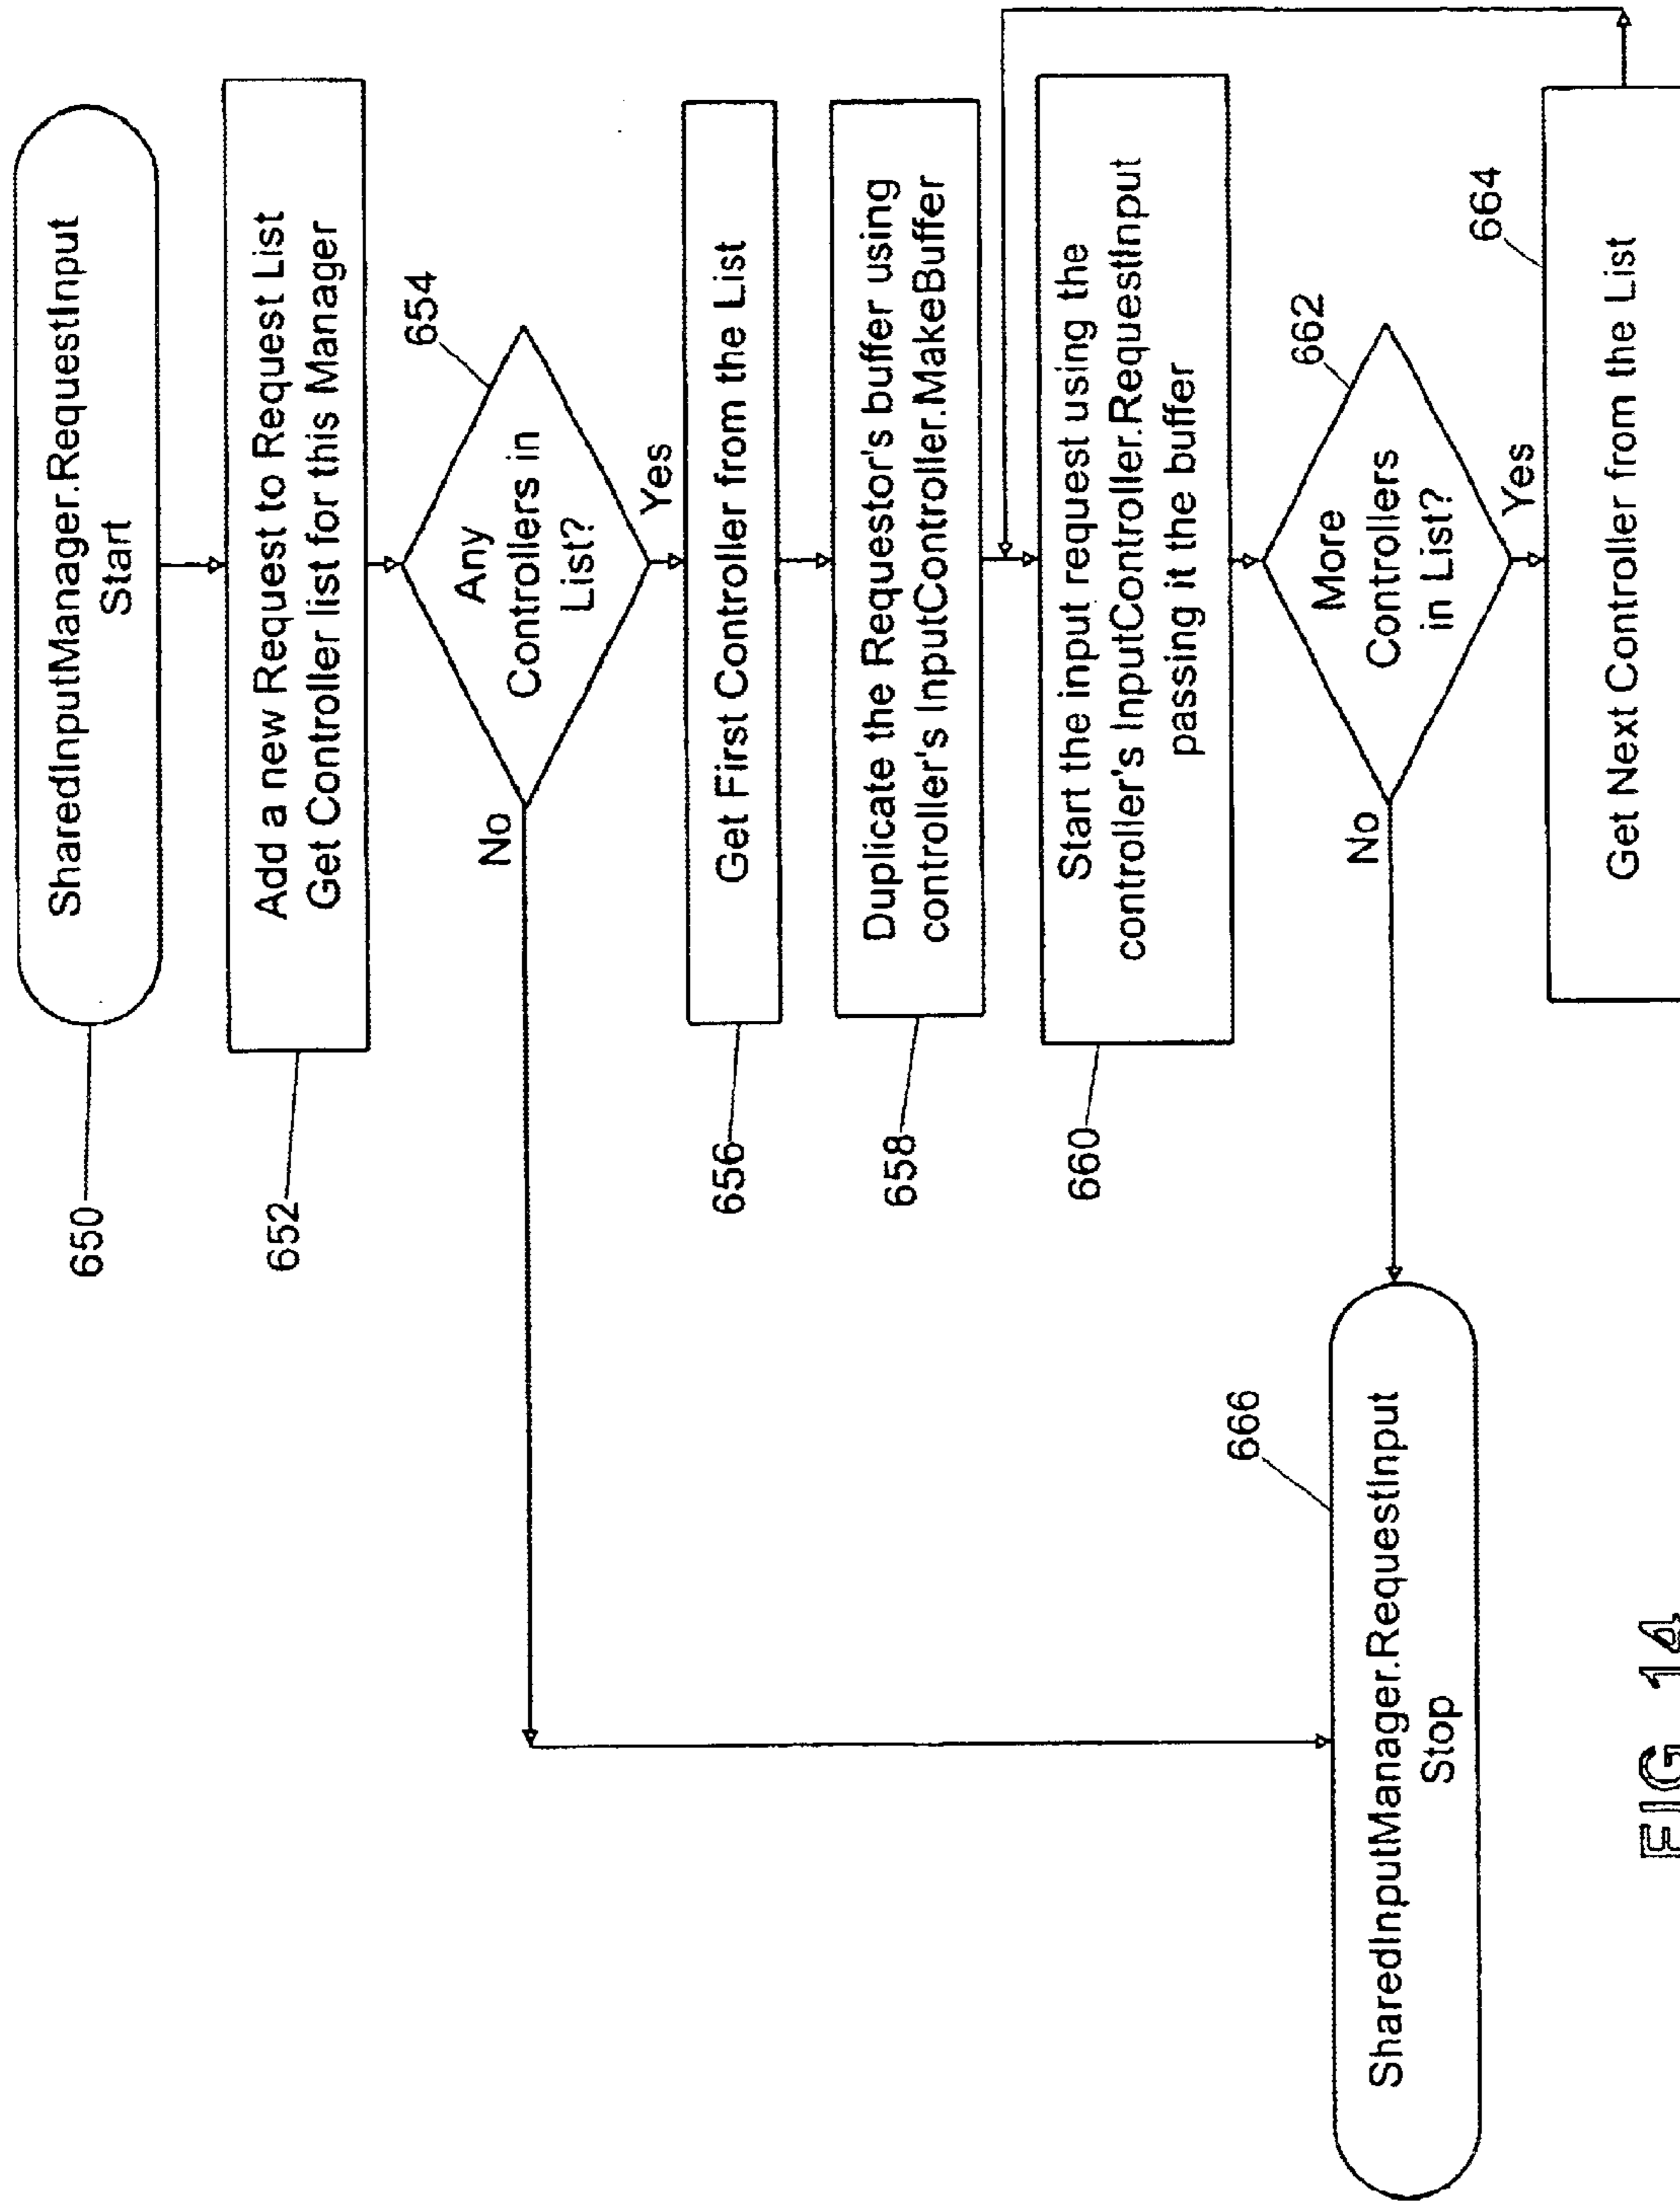 SharedInputManager.RequestInput
Start
650
Add a new Request to Request List
Get Controller list for this Manager
652
654
Any
Controllers in
List?
No
Yes
Get First Controller from the List
656
Duplicate the Requestor's buffer using
controller's InputController.MakeBuffer
658
Start the input request using the
controller's InputController.RequestInput
passing it the buffer
660
662
More
Controllers
in List?
No
Yes
664
Get Next Controller from the List
666
SharedInputManager.RequestInput
Stop
FIG 14